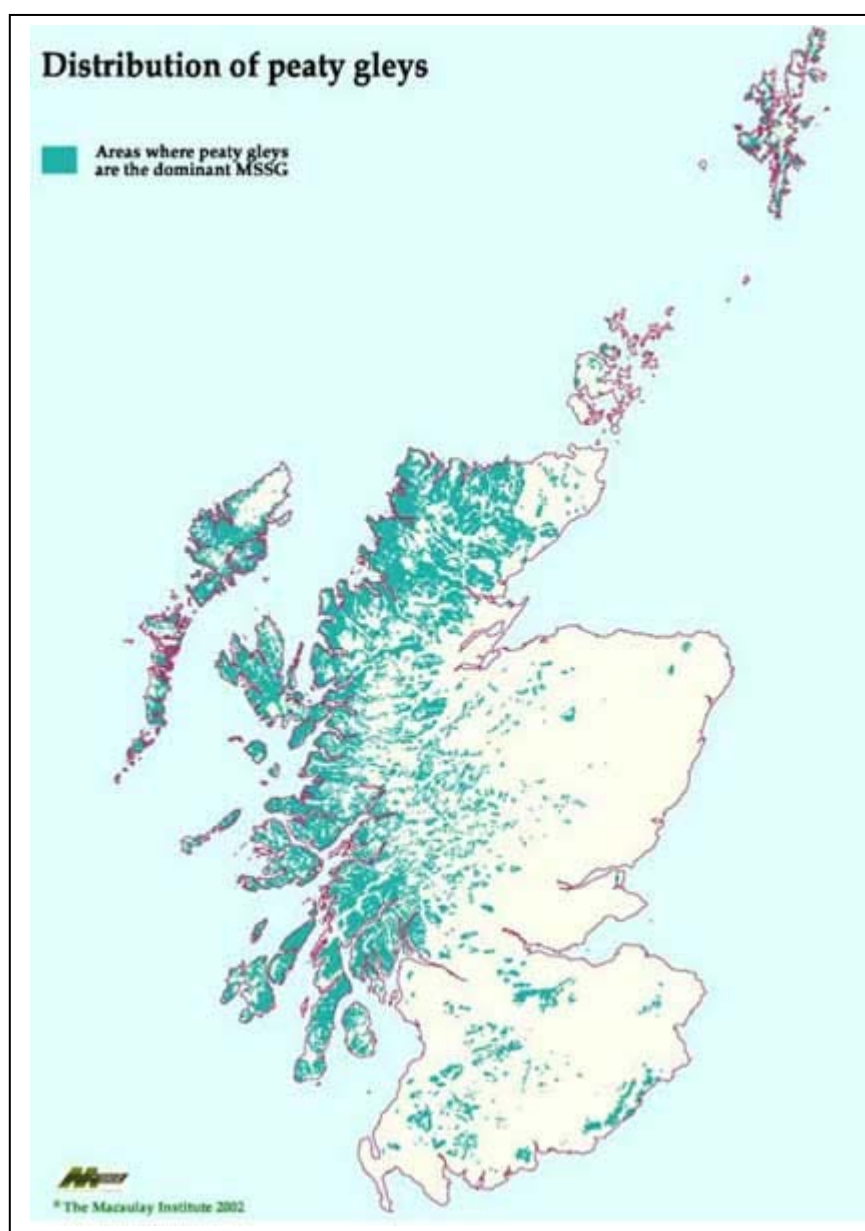 Distribution of peaty gleys
Areas where peaty gleys
are the dominant MSSG
© The Macaulay Institute 2002